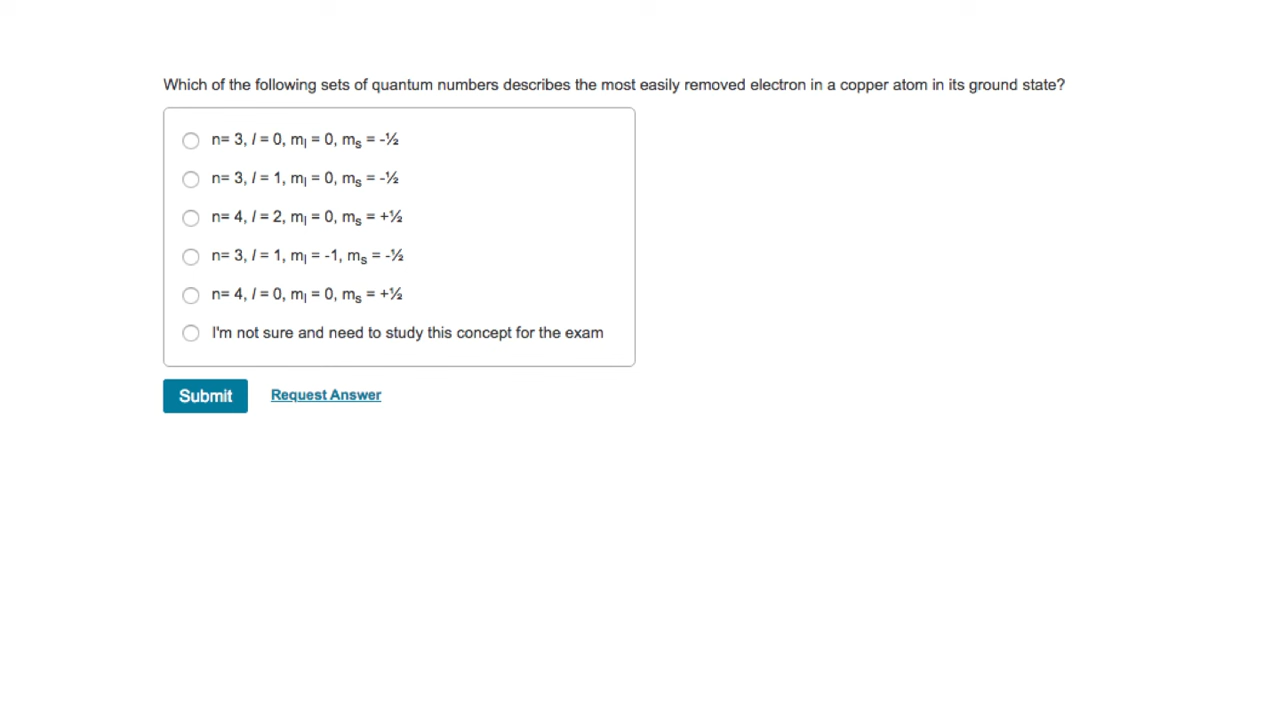 Which of the following sets of quantum numbers describes the most easily removed electron in a copper atom in its ground state?
n= 3, l = 0, ml = 0, ms = -½
n= 3, l = 1, ml = 0, ms = -½
n= 4, l = 2, ml = 0, ms = +½
n= 3, l = 1, ml = -1, ms = -½
n= 4, l = 0, ml = 0, ms = +½
I'm not sure and need to study this concept for the exam
Submit Request Answer